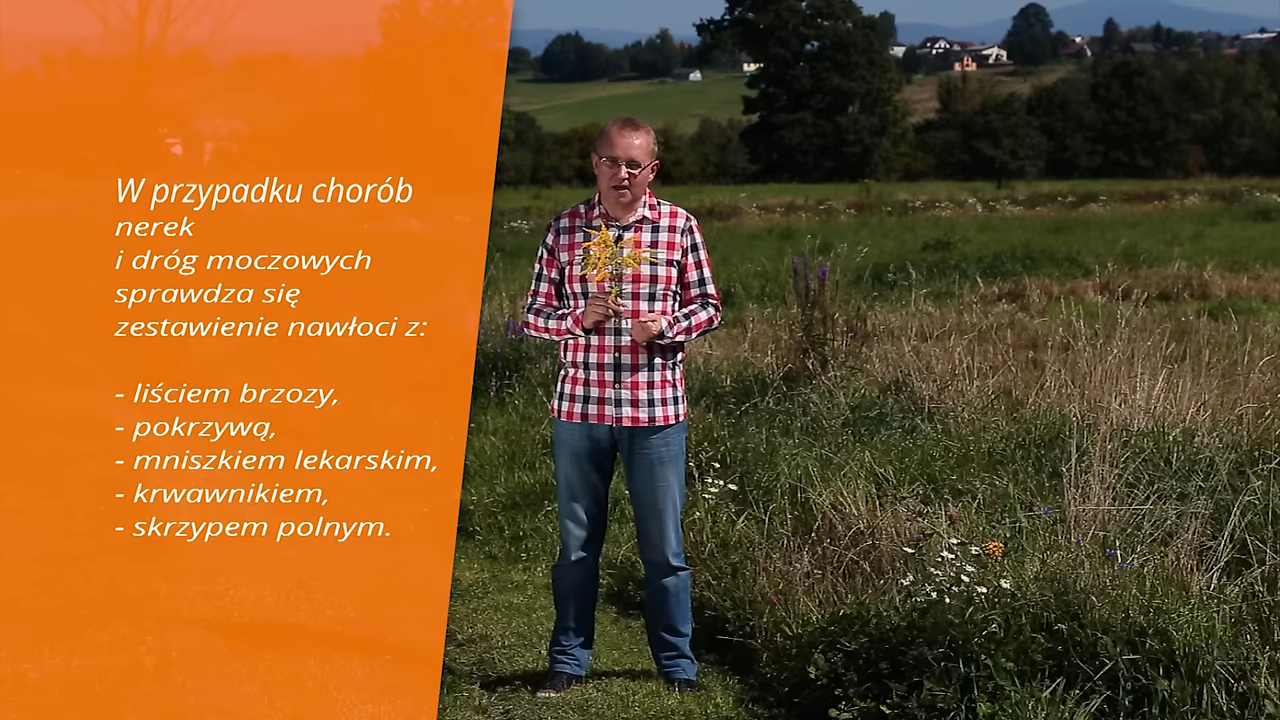 W przypadku chorób
nerek
i dróg moczowych
sprawdza się
zestawienie nawłoci z:
- liściem brzozy,
- pokrzywą,
- mniszkiem lekarskim,
- krwawnikiem,
- skrzypem polnym.